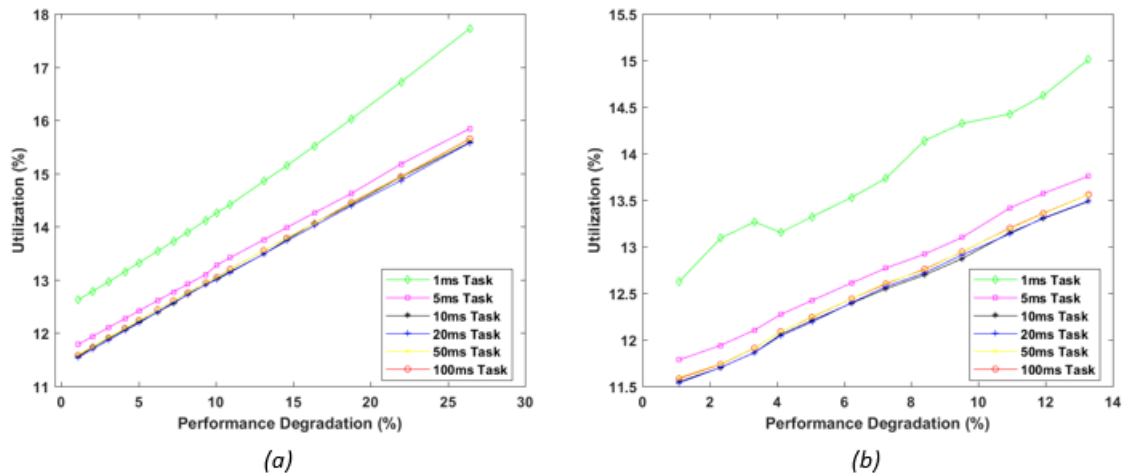 18
17
16
15
14
13
12
11
Utilization (%)
0 5 10 15 20 25 30
Performance Degradation (%)
1ms Task
5ms Task
10ms Task
20ms Task
50ms Task
100ms Task
(a)
15.5
15
14.5
14
13.5
13
12.5
12
11.5
Utilization (%)
0 2 4 6 8 10 12 14
Performance Degradation (%)
1ms Task
5ms Task
10ms Task
20ms Task
50ms Task
100ms Task
(b)